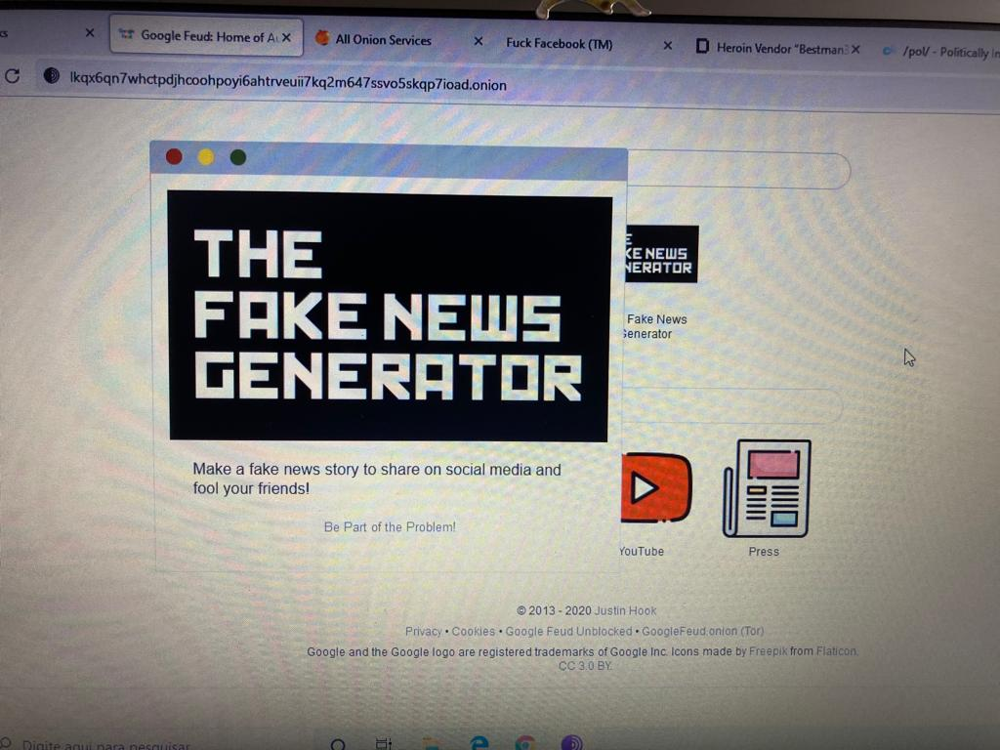 Google Feud: Home of Au
All Onion Services
Fuck Facebook (TM)
Heroin Vendor "Bestman
/pol/ - Politically In
lkqx6qn7whctpdjhcoohpoyi6ahtrveuii7kq2m647ssvo5skqp7ioad.onion
THE
FAKE NEWS
GENERATOR
KE NEWS
NERATOR
Fake News
Generator
Make a fake news story to share on social media and
fool your friends!
Be Part of the Problem!
YouTube
Press
© 2013 - 2020 Justin Hook
Privacy • Cookies • Google Feud Unblocked • GoogleFeud.onion (Tor)
Google and the Google logo are registered trademarks of Google Inc. Icons made by Freepik from Flaticon.
CC 3.0 BY.
Digite aqui para pesquisar